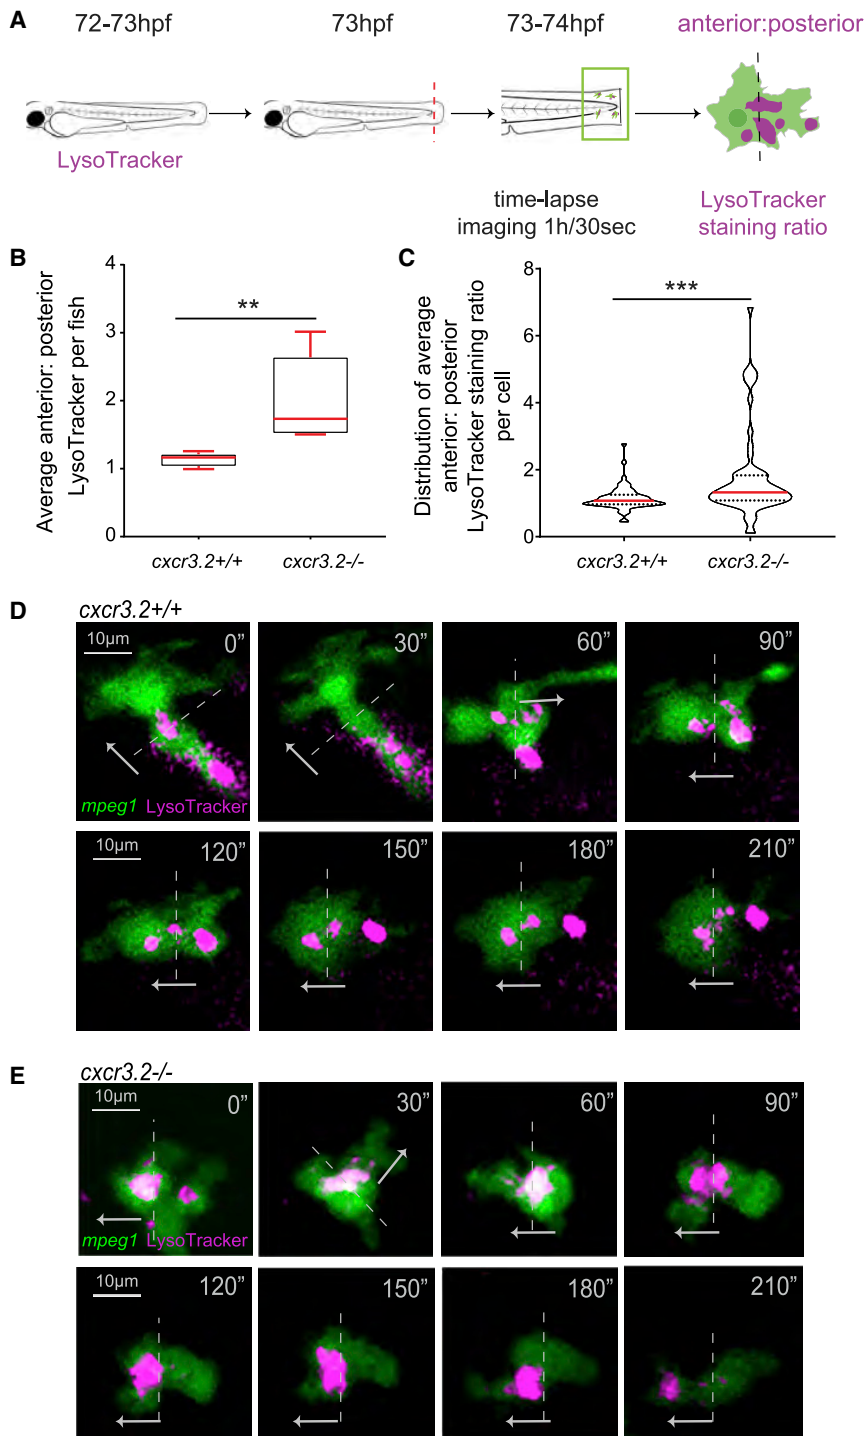 A
72-73hpf
73hpf
73-74hpf
anterior:posterior
LysoTracker
time-lapse
imaging 1h/30sec
LysoTracker
staining ratio
B
Average anterior: posterior
LysoTracker per fish
4
3
2
1
0
**
cxcr3.2+/+
cxcr3.2-/-
C
Distribution of average
anterior: posterior
LysoTracker staining ratio
per cell
8
6
4
2
0
***
cxcr3.2+/+
cxcr3.2-/-
D
cxcr3.2+/+
10µm
0”
30”
60”
90”
mpeg1 LysoTracker
10µm
120”
150”
180”
210”
E
cxcr3.2-/-
10µm
0”
30”
60”
90”
mpeg1 LysoTracker
10µm
120”
150”
180”
210”